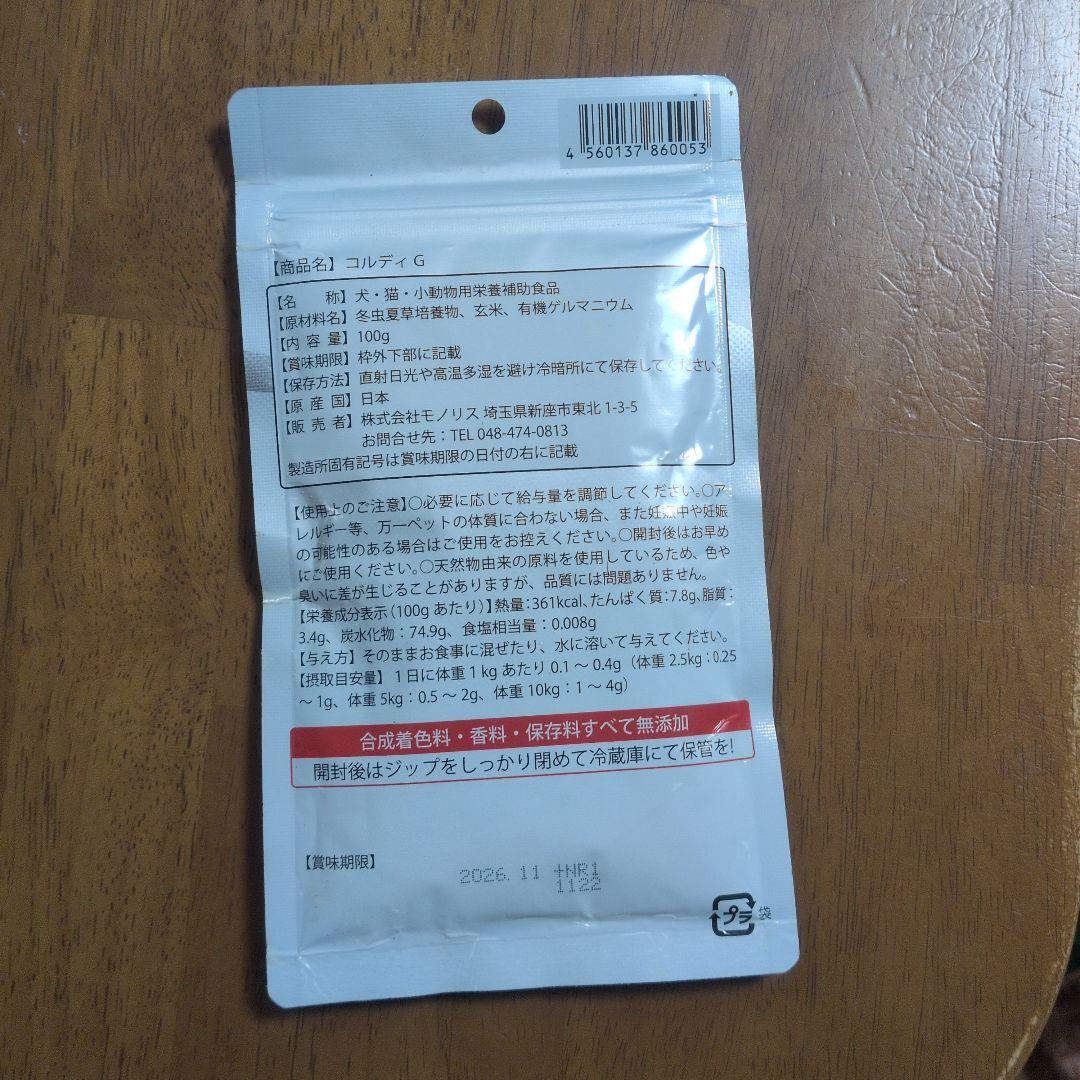 4 560137 860053
【商品名】コルディG
【名　　称】犬・猫・小動物用栄養補助食品
【原材料名】冬虫夏草培養物、玄米、有機ゲルマニウム
【内 容 量】100g
【賞味期限】枠外下部に記載
【保存方法】直射日光や高温多湿を避け冷暗所にて保存してください。
【原 産 国】日本
【販 売 者】株式会社モノリス 埼玉県新座市東北 1-3-5
お問合せ先：TEL 048-474-0813
製造所固有記号は賞味期限の日付の右に記載
【使用上のご注意】○必要に応じて給与量を調節してください。○ア
レルギー等、万一ペットの体質に合わない場合、また妊娠中や妊娠
の可能性のある場合はご使用をお控えください。○開封後はお早め
にご使用ください。○天然物由来の原料を使用しているため、色や
臭いに差が生じることがありますが、品質には問題ありません。
【栄養成分表示（100gあたり）】熱量：361kcal、たんぱく質：7.8g、脂質：
3.4g、炭水化物：74.9g、食塩相当量：0.008g
【与え方】そのままお食事に混ぜたり、水に溶いて与えてください。
【摂取目安量】1日に体重1kgあたり0.1～0.4g（体重2.5kg：0.25
～1g、体重5kg：0.5～2g、体重10kg：1～4g）
合成着色料・香料・保存料すべて無添加
開封後はジップをしっかり閉めて冷蔵庫にて保管を!
【賞味期限】
2026.11 +NR1
1122
プラ 袋